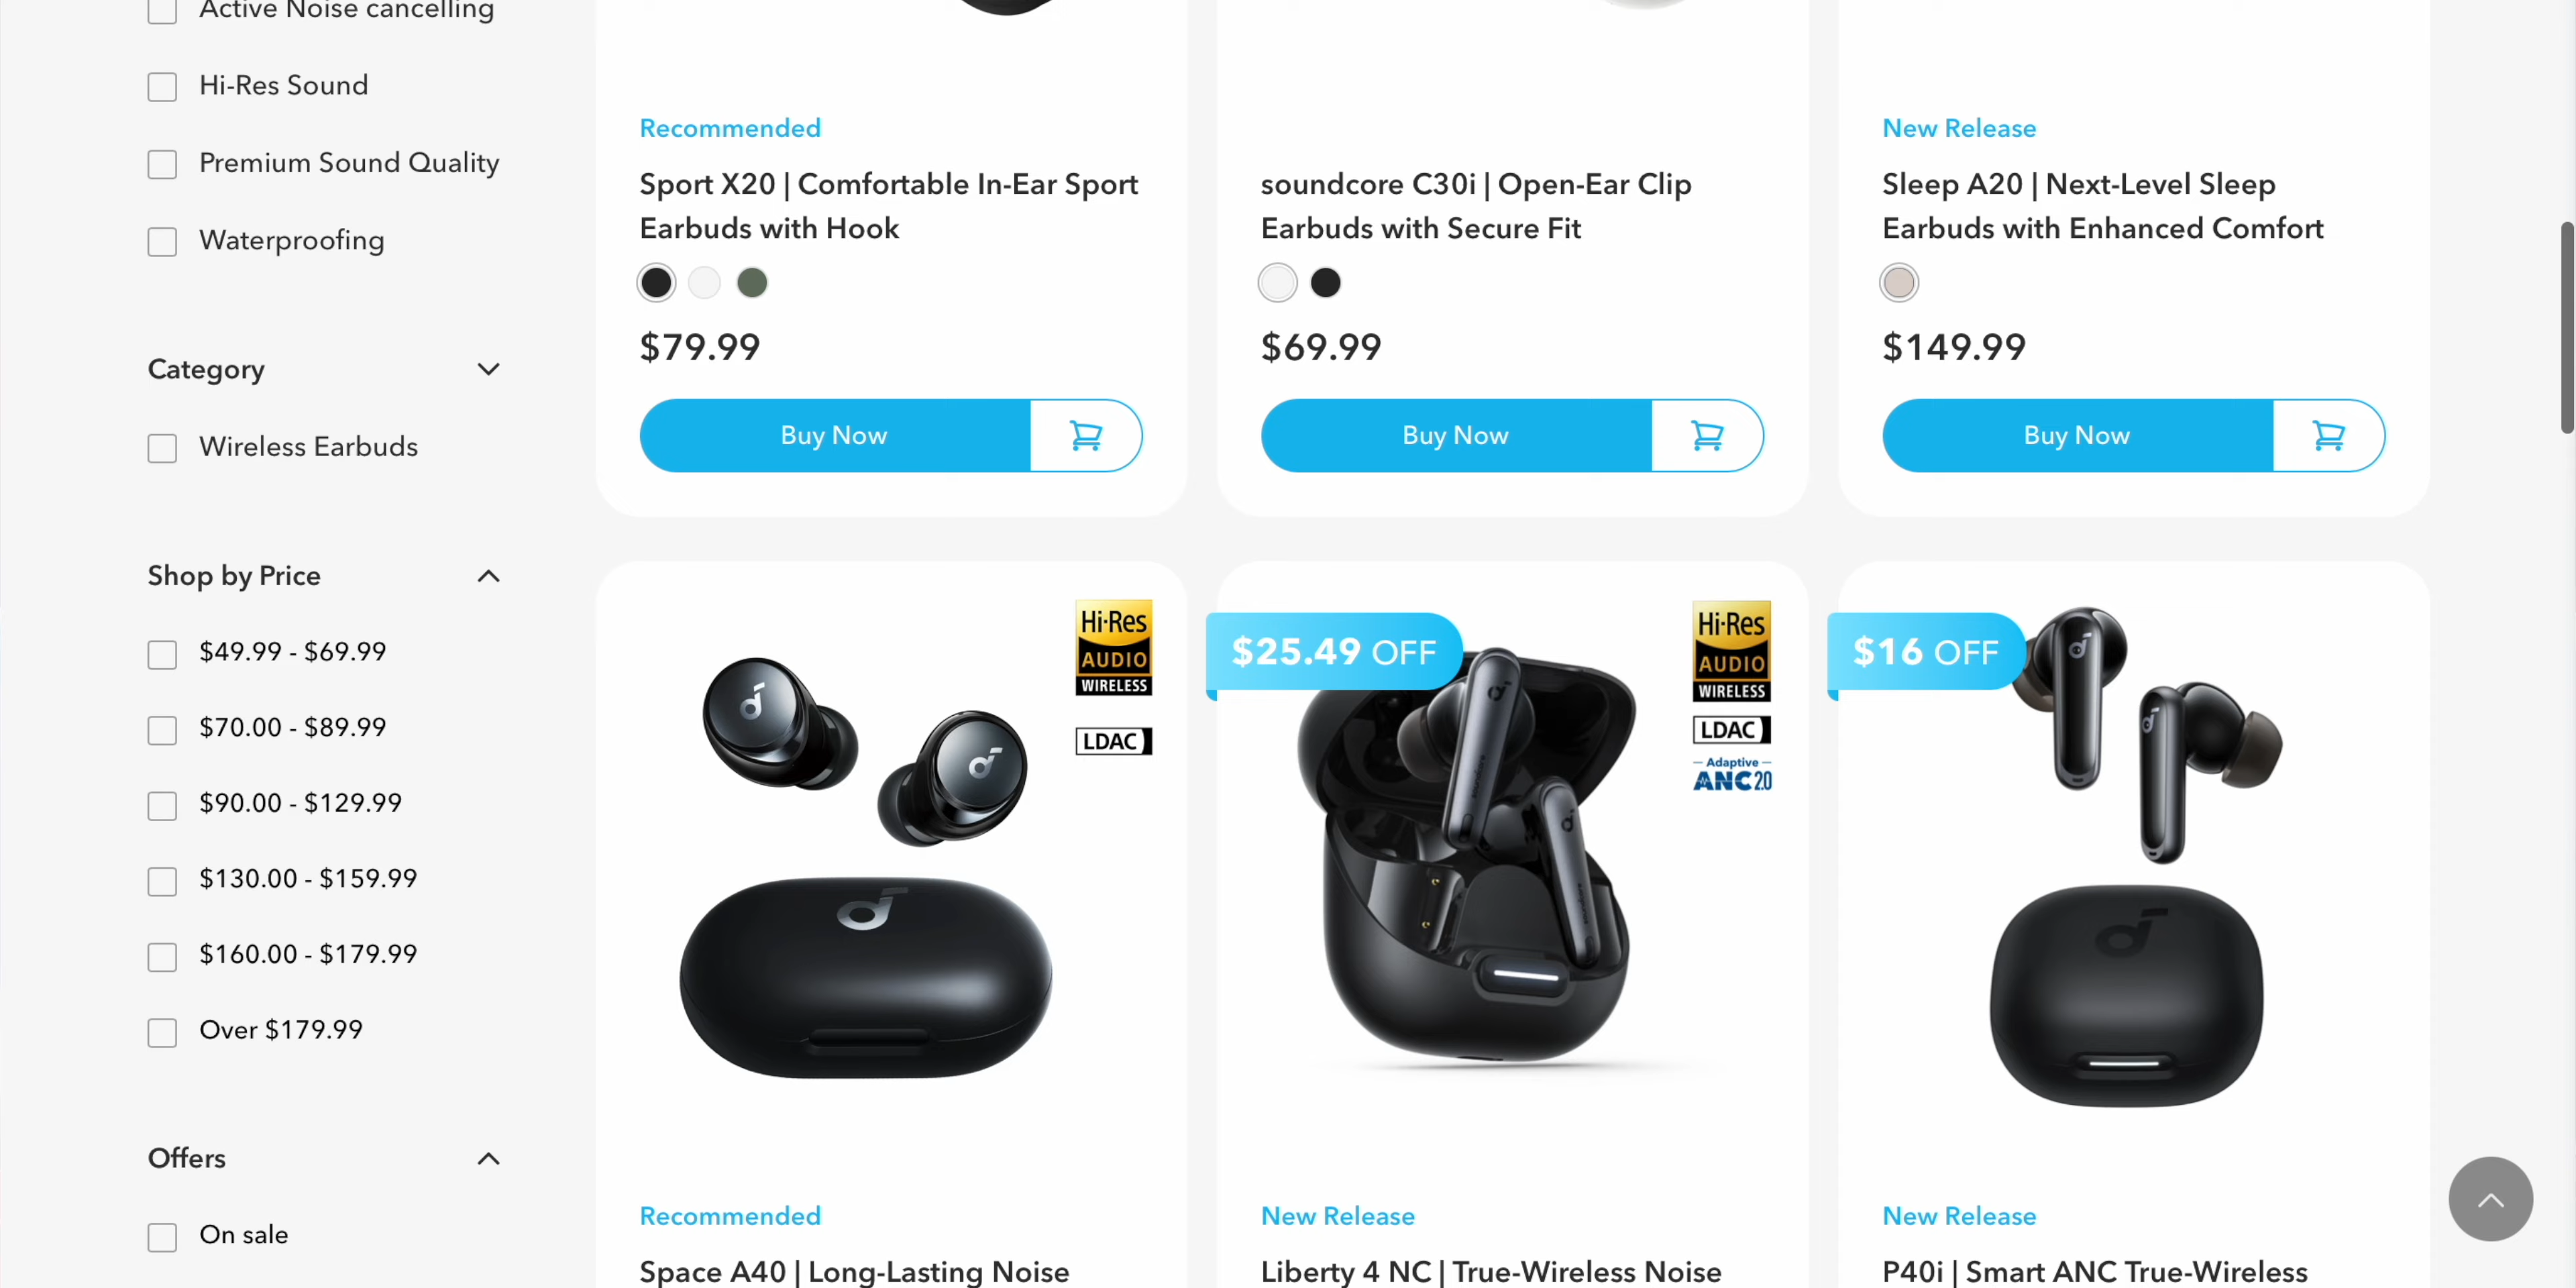 Active Noise cancelling
Hi-Res Sound
Premium Sound Quality
Waterproofing
Category
Wireless Earbuds
Shop by Price
$49.99 - $69.99
$70.00 - $89.99
$90.00 - $129.99
$130.00 - $159.99
$160.00 - $179.99
Over $179.99
Offers
On sale
Recommended
Sport X20 | Comfortable In-Ear Sport
Earbuds with Hook
$79.99
Buy Now
soundcore C30i | Open-Ear Clip
Earbuds with Secure Fit
$69.99
Buy Now
New Release
Sleep A20 | Next-Level Sleep
Earbuds with Enhanced Comfort
$149.99
Buy Now
Hi-Res
AUDIO
WIRELESS
LDAC
Recommended
Space A40 | Long-Lasting Noise
$25.49 OFF
Hi-Res
AUDIO
WIRELESS
LDAC
Adaptive
ANC 2.0
New Release
Liberty 4 NC | True-Wireless Noise
$16 OFF
New Release
P40i | Smart ANC True-Wireless